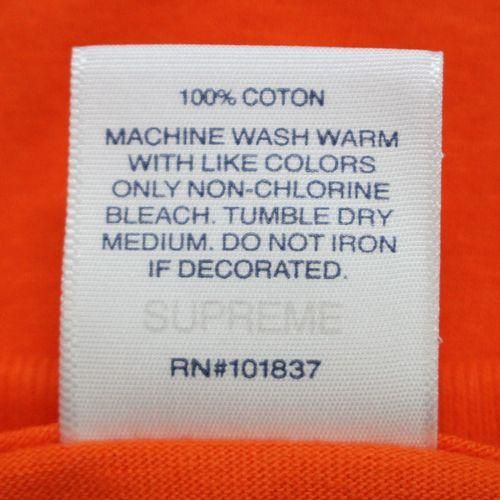 100% COTON
MACHINE WASH WARM
WITH LIKE COLORS
ONLY NON-CHLORINE
BLEACH. TUMBLE DRY
MEDIUM. DO NOT IRON
IF DECORATED.
SUPREME
RN#101837